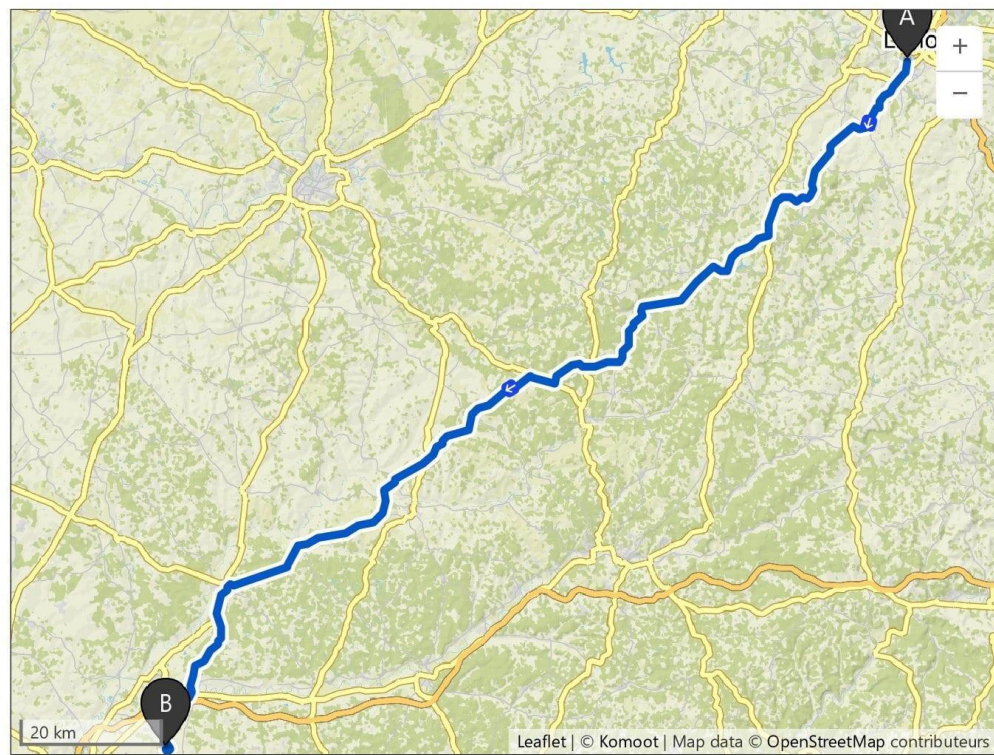 A
+
−
B
20 km
Leaflet | © Komoot | Map data © OpenStreetMap contributeurs